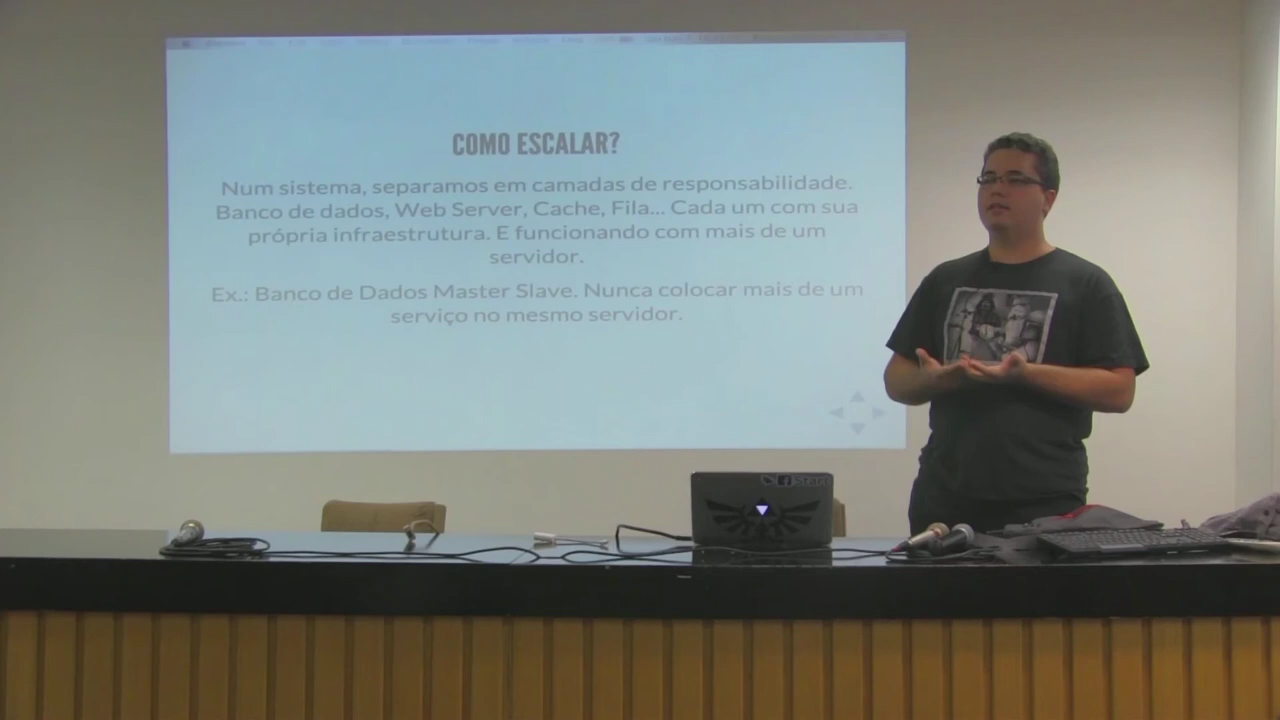 COMO ESCALAR?
Num sistema, separamos em camadas de responsabilidade.
Banco de dados, Web Server, Cache, Fila... Cada um com sua
própria infraestrutura. E funcionando com mais de um
servidor.
Ex.: Banco de Dados Master Slave. Nunca colocar mais de um
serviço no mesmo servidor.